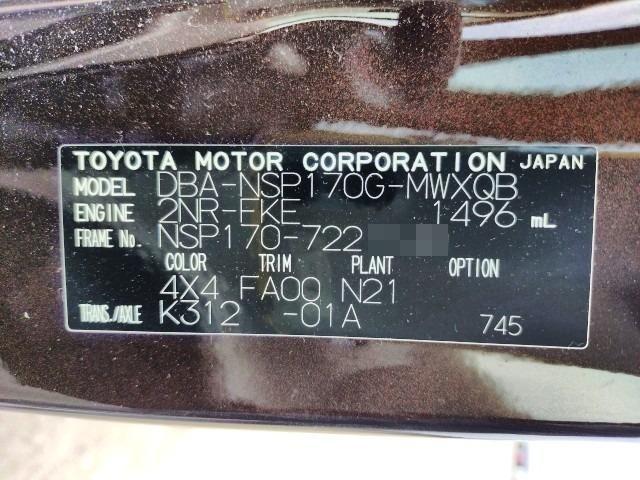 TOYOTA MOTOR CORPORATION JAPAN
MODEL DBA-NSP170G-MWXQB
ENGINE 2NR-FKE 1496 mL
FRAME No. NSP170-722
COLOR TRIM PLANT OPTION
4X4 FA00 N21
TRANS./AXLE K312 -01A 745